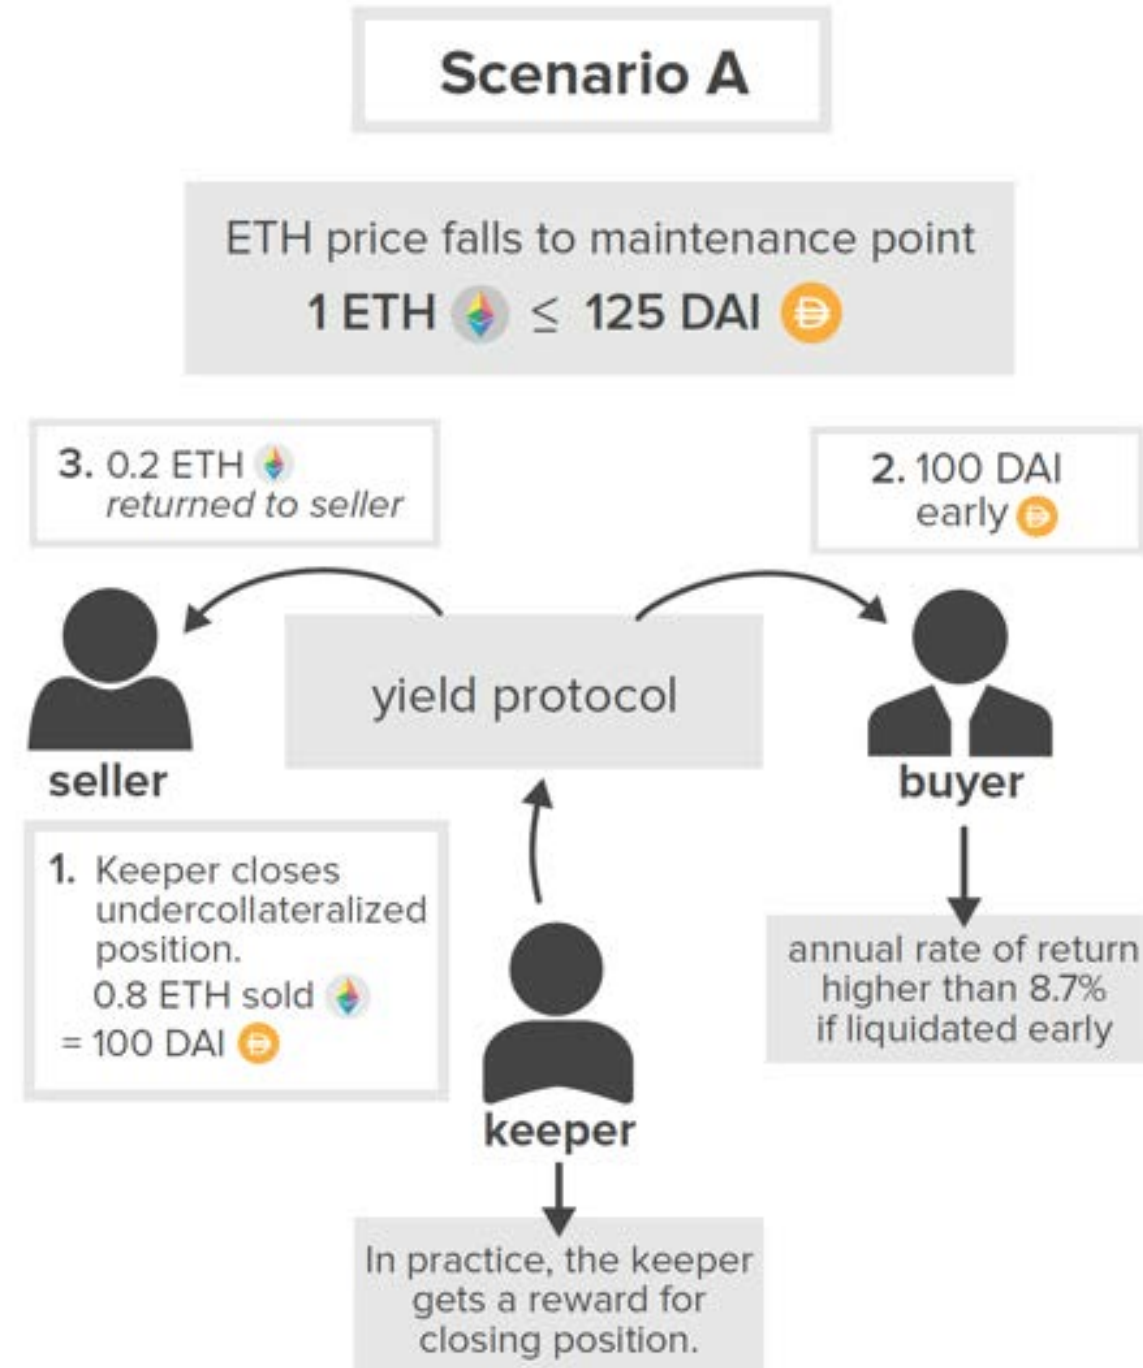 Scenario A
ETH price falls to maintenance point
1 ETH ≤ 125 DAI
3. 0.2 ETH
returned to seller
2. 100 DAI
early
yield protocol
seller
buyer
1. Keeper closes
undercollateralized
position.
0.8 ETH sold
= 100 DAI
annual rate of return
higher than 8.7%
if liquidated early
keeper
In practice, the keeper
gets a reward for
closing position.